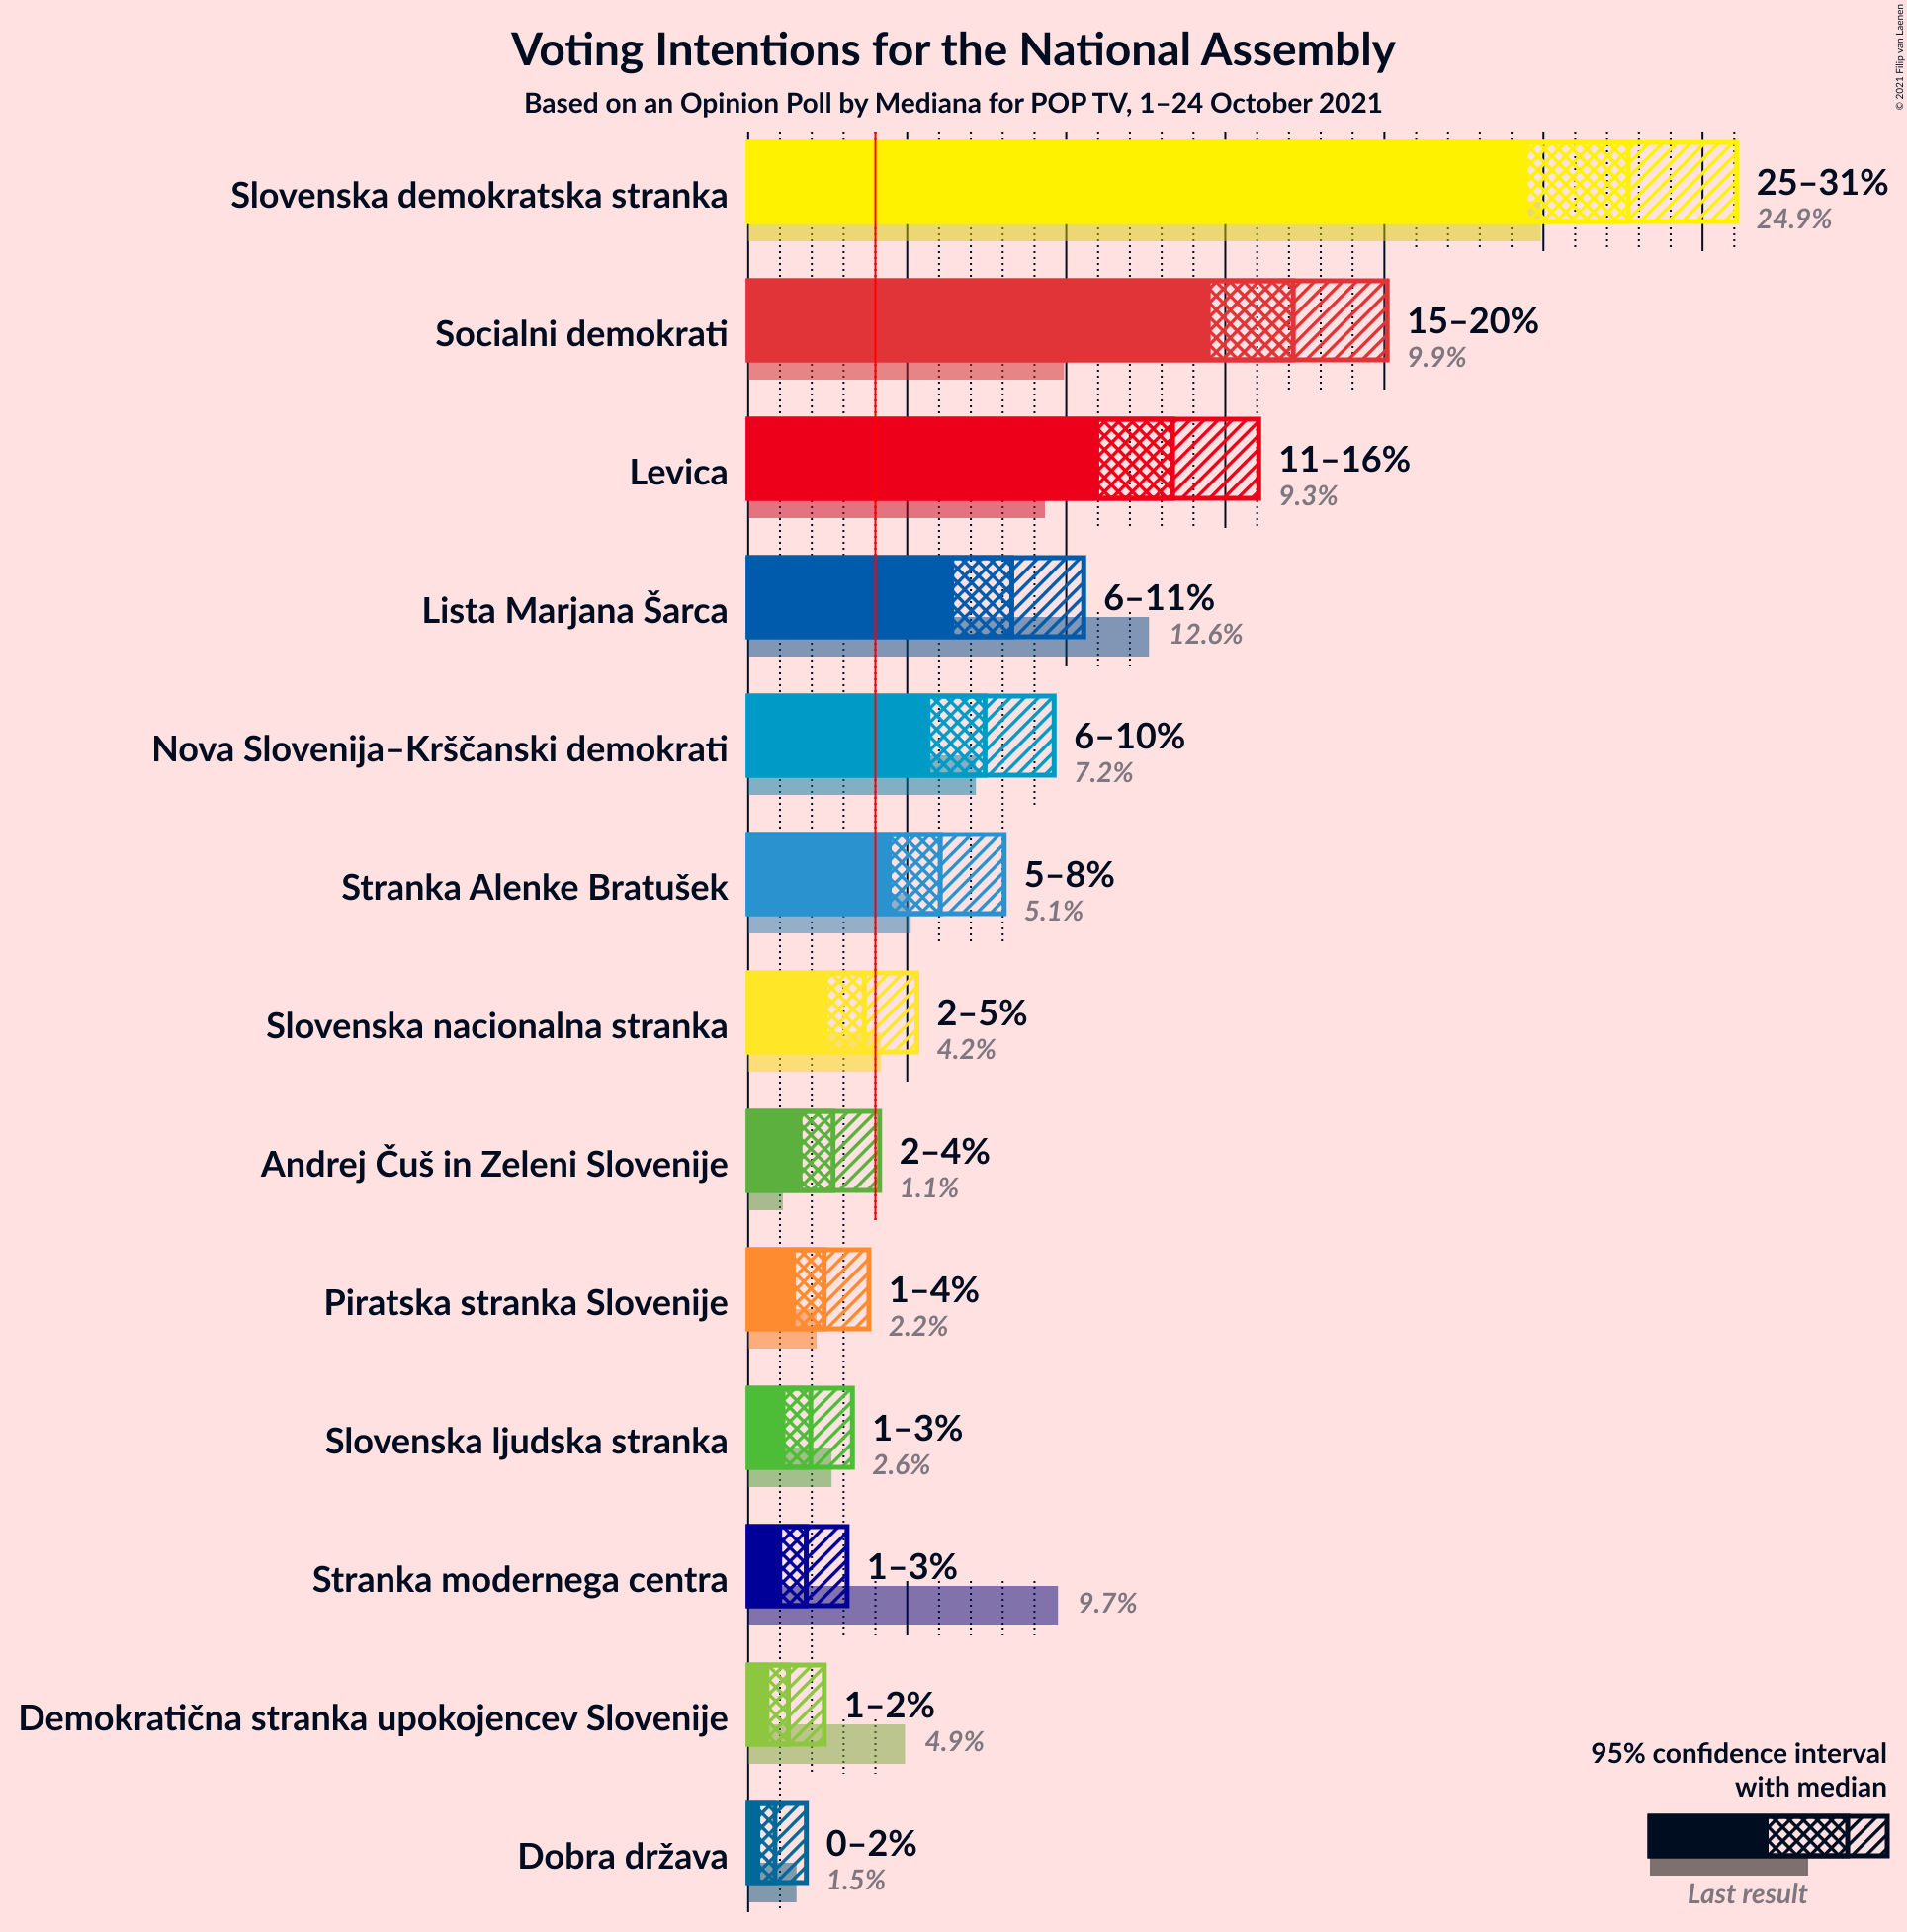 Voting Intentions for the National Assembly
Based on an Opinion Poll by Mediana for POP TV, 1–24 October 2021
© 2021 Filip van Laenen
Slovenska demokratska stranka
25–31%
24.9%
Socialni demokrati
15–20%
9.9%
Levica
11–16%
9.3%
Lista Marjana Šarca
6–11%
12.6%
Nova Slovenija–Krščanski demokrati
6–10%
7.2%
Stranka Alenke Bratušek
5–8%
5.1%
Slovenska nacionalna stranka
2–5%
4.2%
Andrej Čuš in Zeleni Slovenije
2–4%
1.1%
Piratska stranka Slovenije
1–4%
2.2%
Slovenska ljudska stranka
1–3%
2.6%
Stranka modernega centra
1–3%
9.7%
Demokratična stranka upokojencev Slovenije
1–2%
4.9%
Dobra država
0–2%
1.5%
95% confidence interval
with median
Last result